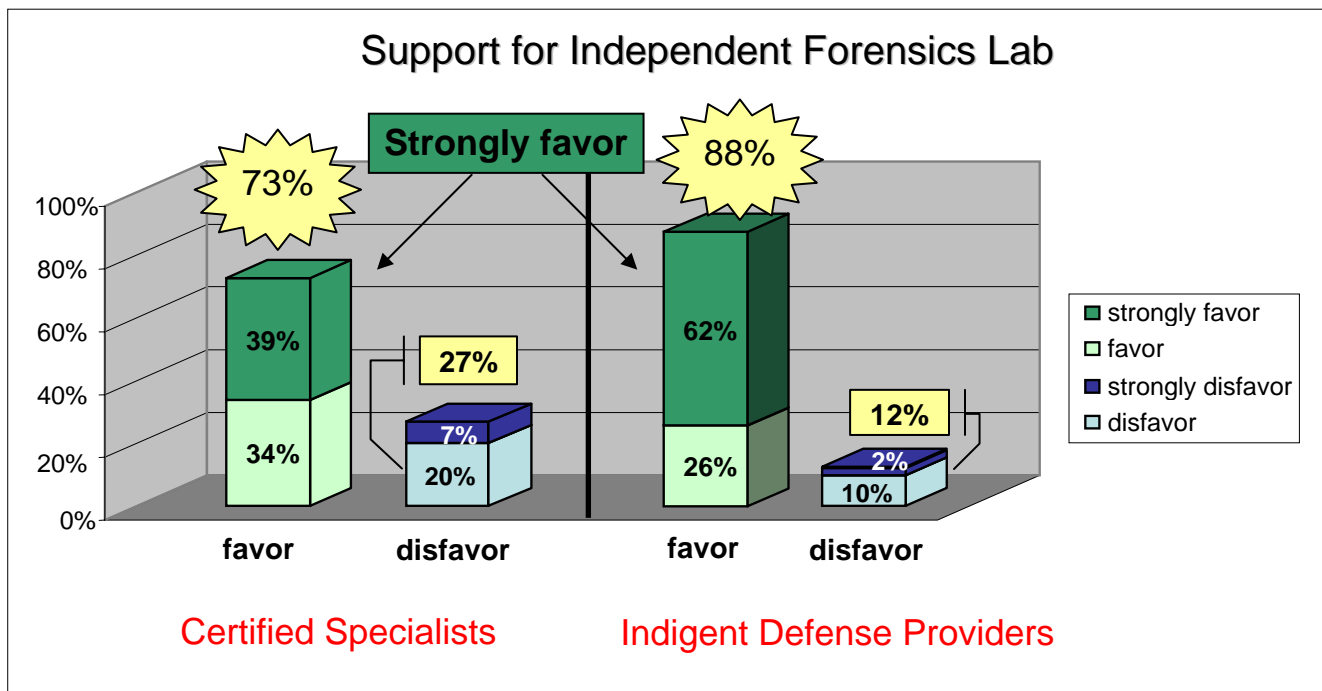 Support for Independent Forensics Lab
Strongly favor
73%
88%
100%
80%
60%
40%
20%
0%
39%
34%
27%
7%
20%
62%
26%
12%
2%
10%
favor
disfavor
favor
disfavor
Certified Specialists
Indigent Defense Providers
strongly favor
favor
strongly disfavor
disfavor